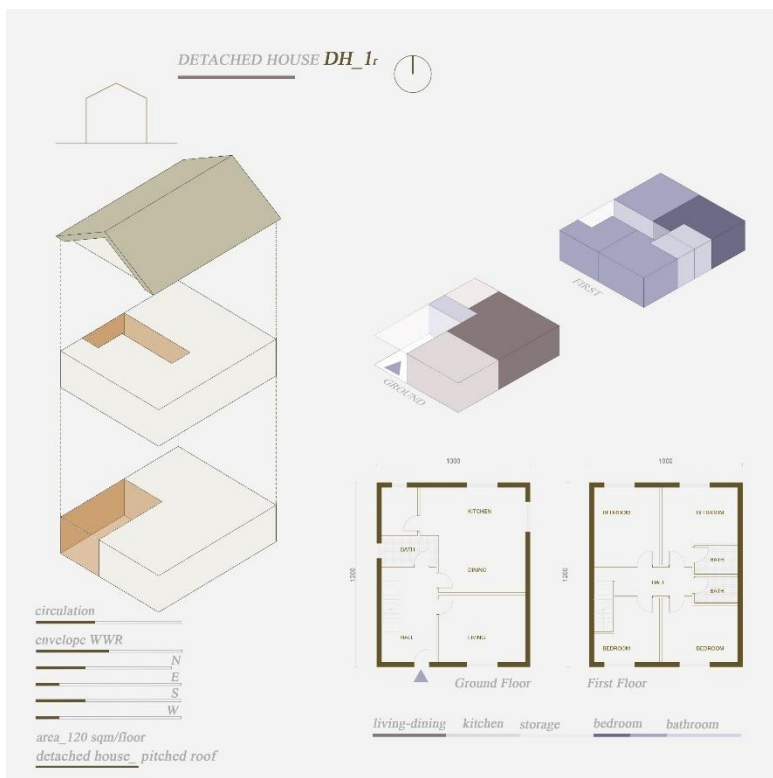 DETACHED HOUSE DH_1r
FIRST
GROUND
1000
1000
1200
1200
KITCHEN
BATH
DINING
HALL
LIVING
BEDROOM
BEDROOM
BATH
HALL
BATH
BEDROOM
BEDROOM
Ground Floor
First Floor
circulation
envelope WWR
N
E
S
W
area_120 sqm/floor
detached house_ pitched roof
living-dining kitchen storage bedroom bathroom